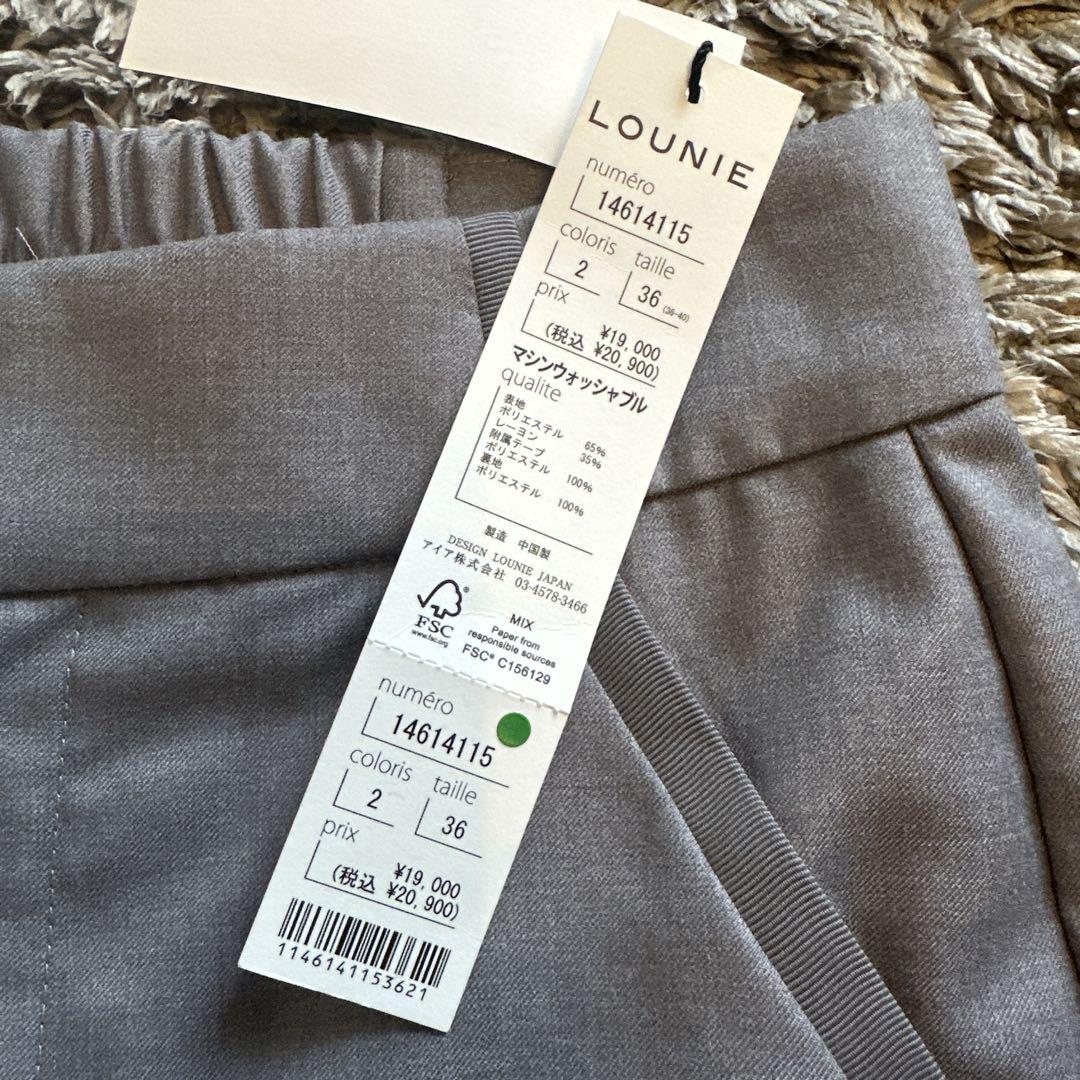 LOUNIE
numéro
14614115
coloris taille
2 36 (36-40)
prix
¥19,000
(税込 ¥20,900)
マシンウォッシャブル
qualite
表地
ポリエステル 65%
レーヨン 35%
附属テープ
ポリエステル 100%
裏地
ポリエステル 100%
製造 中国製
DESIGN LOUNIE JAPAN
アイア株式会社 03-4578-3466
FSC®
www.fsc.org
MIX
Paper from
responsible sources
FSC® C156129
numéro
14614115
coloris taille
2 36
prix
¥19,000
(税込 ¥20,900)
1146141153621